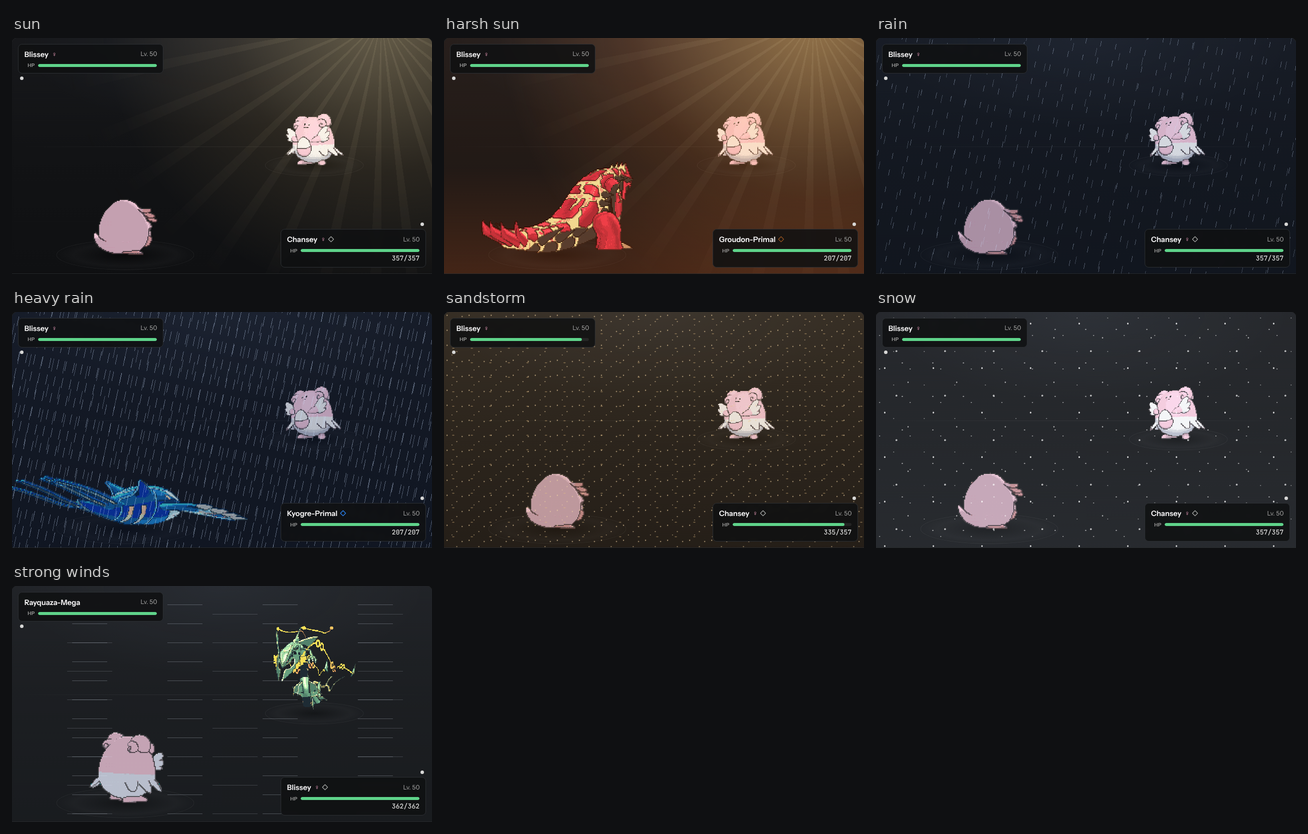 sun
Blissey ♀ Lv. 50
HP
Chansey ♀ ◇ Lv. 50
HP
357/357
harsh sun
Blissey ♀ Lv. 50
HP
Groudon-Primal ◇ Lv. 50
HP
207/207
rain
Blissey ♀ Lv. 50
HP
Chansey ♀ ◇ Lv. 50
HP
357/357
heavy rain
Blissey ♀ Lv. 50
HP
Kyogre-Primal ◇ Lv. 50
HP
207/207
sandstorm
Blissey ♀ Lv. 50
HP
Chansey ♀ ◇ Lv. 50
HP
335/357
snow
Blissey ♀ Lv. 50
HP
Chansey ♀ ◇ Lv. 50
HP
357/357
strong winds
Rayquaza-Mega Lv. 50
HP
Blissey ♀ ◇ Lv. 50
HP
362/362